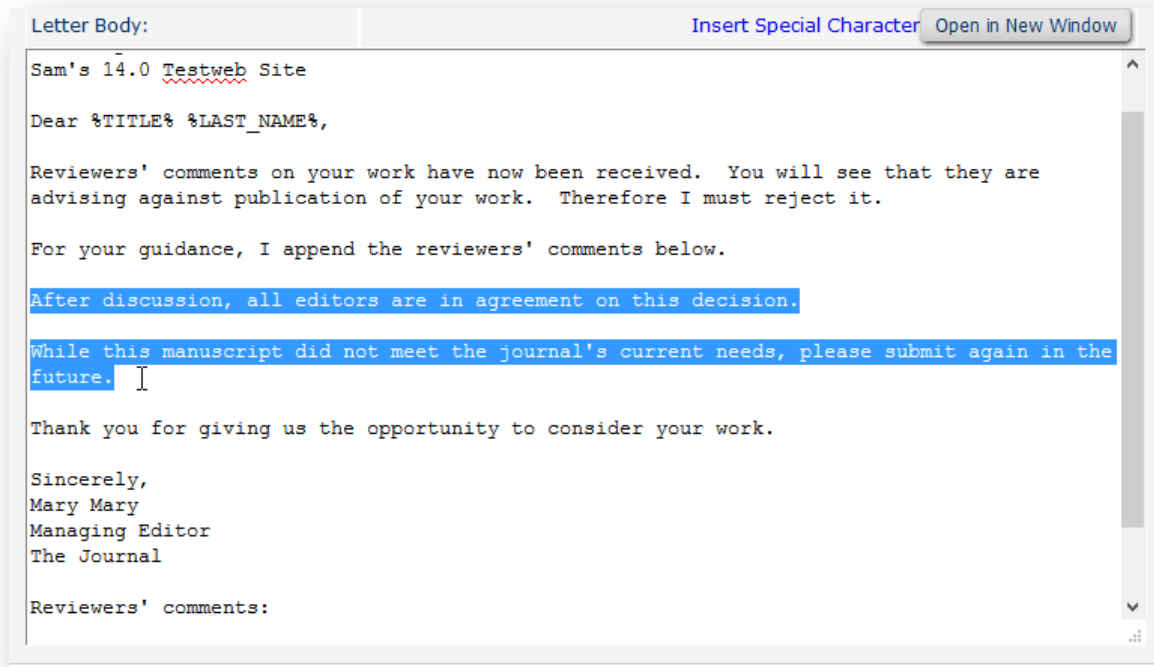 Letter Body:
Insert Special Character Open in New Window
Sam's 14.0 Testweb Site
Dear %TITLE% %LAST_NAME%,
Reviewers' comments on your work have now been received.  You will see that they are
advising against publication of your work.  Therefore I must reject it.
For your guidance, I append the reviewers' comments below.
After discussion, all editors are in agreement on this decision.
While this manuscript did not meet the journal's current needs, please submit again in the
future.
Thank you for giving us the opportunity to consider your work.
Sincerely,
Mary Mary
Managing Editor
The Journal
Reviewers' comments: